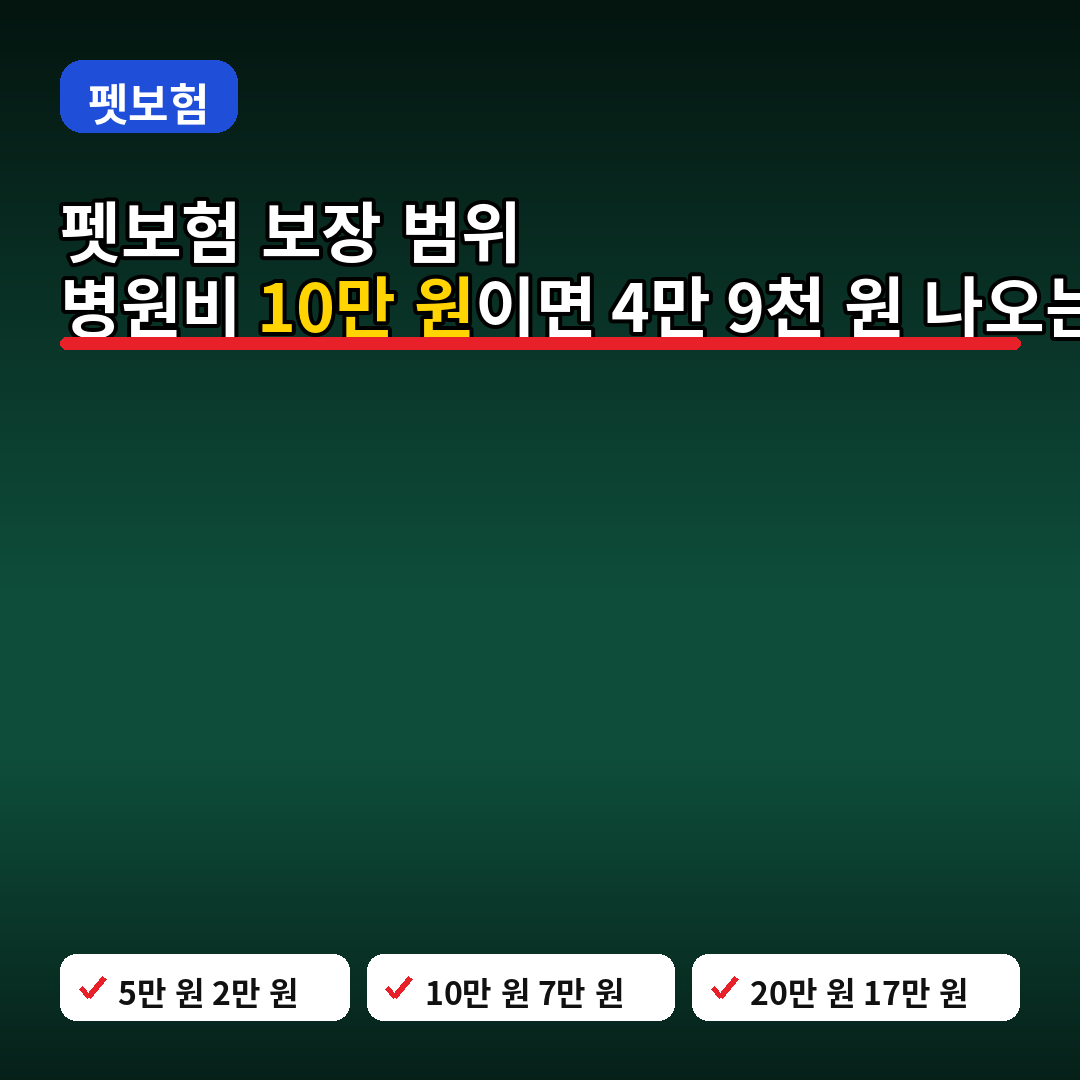 펫보험
펫보험 보장 범위
병원비 10만 원이면 4만 9천 원 나오는
5만 원 2만 원
10만 원 7만 원
20만 원 17만 원